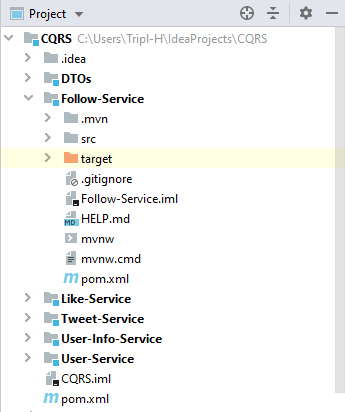 Project
CQRS C:\Users\Tripl-H\IdeaProjects\CQRS
.idea
DTOs
Follow-Service
.mvn
src
target
.gitignore
Follow-Service.iml
MD HELP.md
mvnw
mvnw.cmd
m pom.xml
Like-Service
Tweet-Service
User-Info-Service
User-Service
CQRS.iml
m pom.xml